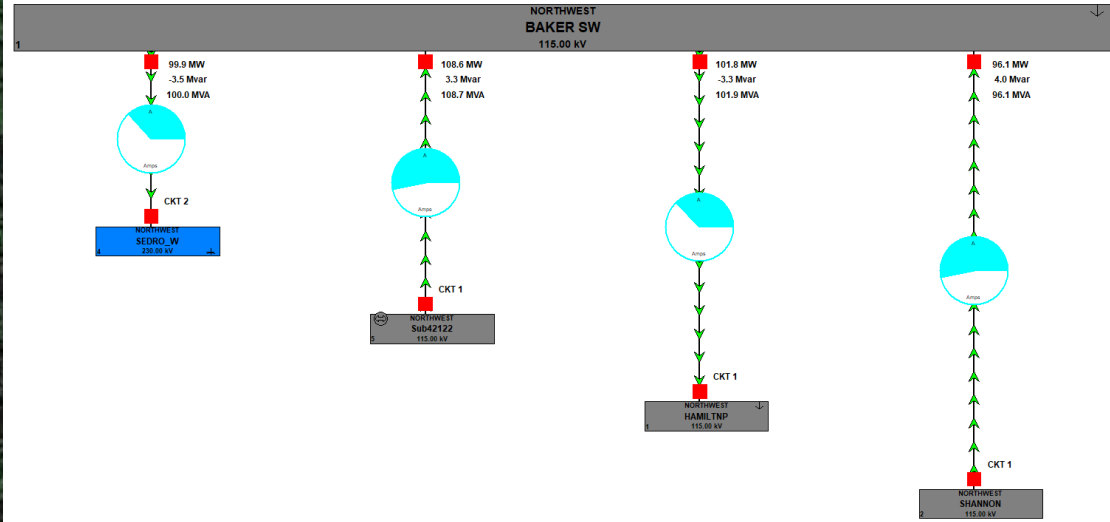 NORTHWEST
BAKER SW
1
115.00 kV
99.9 MW
-3.5 Mvar
100.0 MVA
A
Amps
CKT 2
NORTHWEST
SEDRO_W
4
230.00 kV
108.6 MW
3.3 Mvar
108.7 MVA
A
Amps
CKT 1
NORTHWEST
Sub42122
5
115.00 kV
101.8 MW
-3.3 Mvar
101.9 MVA
A
Amps
CKT 1
NORTHWEST
HAMILTNP
1
115.00 kV
96.1 MW
4.0 Mvar
96.1 MVA
A
Amps
CKT 1
NORTHWEST
SHANNON
2
115.00 kV